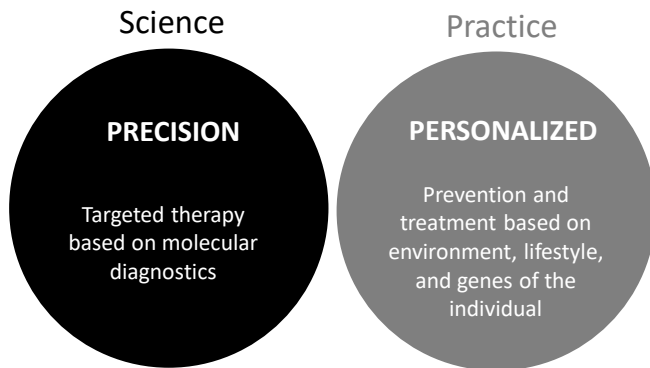 Science
PRECISION
Targeted therapy
based on molecular
diagnostics
Practice
PERSONALIZED
Prevention and
treatment based on
environment, lifestyle,
and genes of the
individual